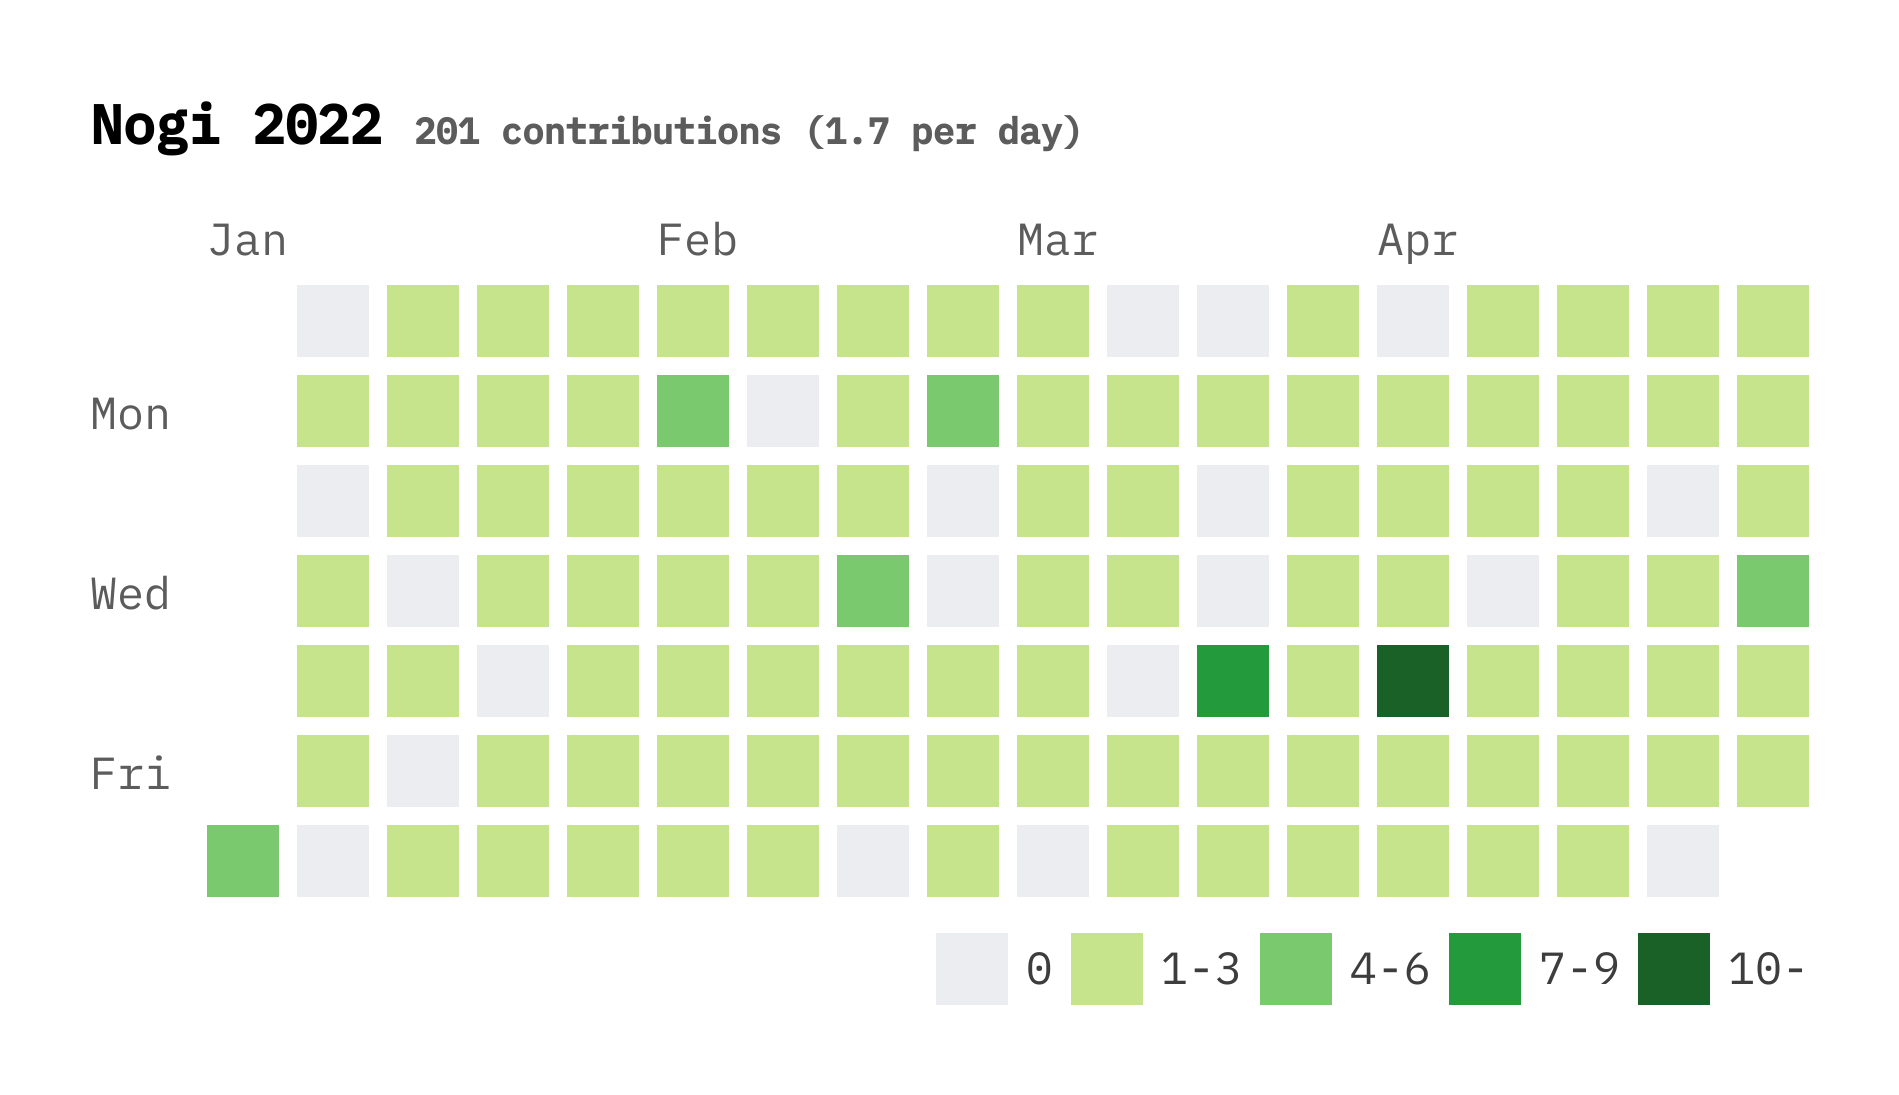 Nogi 2022 201 contributions (1.7 per day)
Jan Feb Mar Apr
Mon
Wed
Fri
0 1-3 4-6 7-9 10-